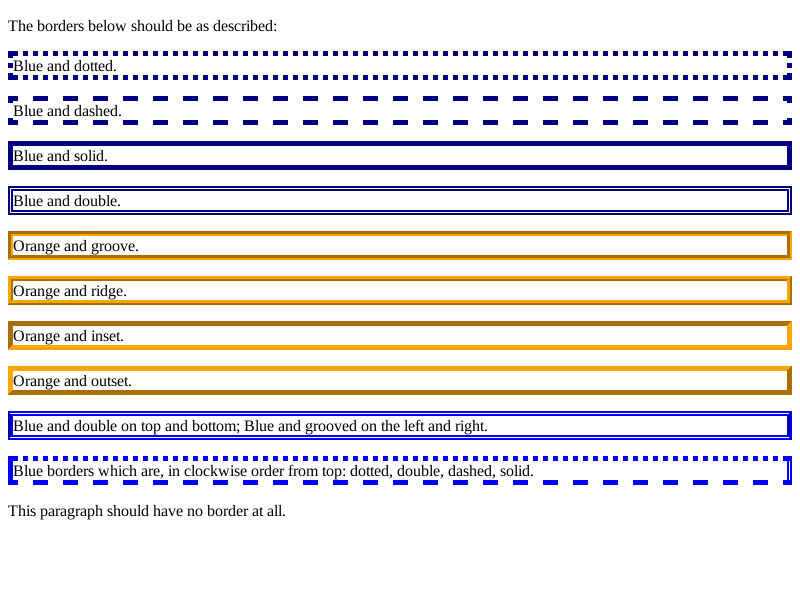 The borders below should be as described:
Blue and dotted.
Blue and dashed.
Blue and solid.
Blue and double.
Orange and groove.
Orange and ridge.
Orange and inset.
Orange and outset.
Blue and double on top and bottom; Blue and grooved on the left and right.
Blue borders which are, in clockwise order from top: dotted, double, dashed, solid.
This paragraph should have no border at all.